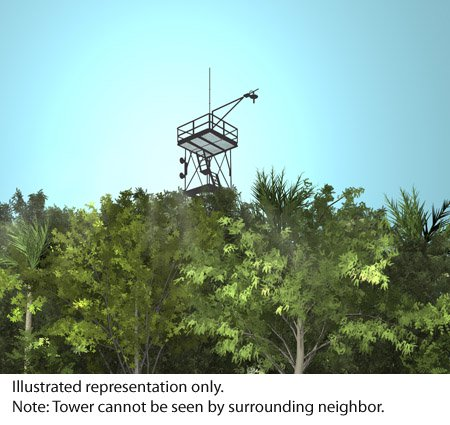 Illustrated representation only.
Note: Tower cannot be seen by surrounding neighbor.